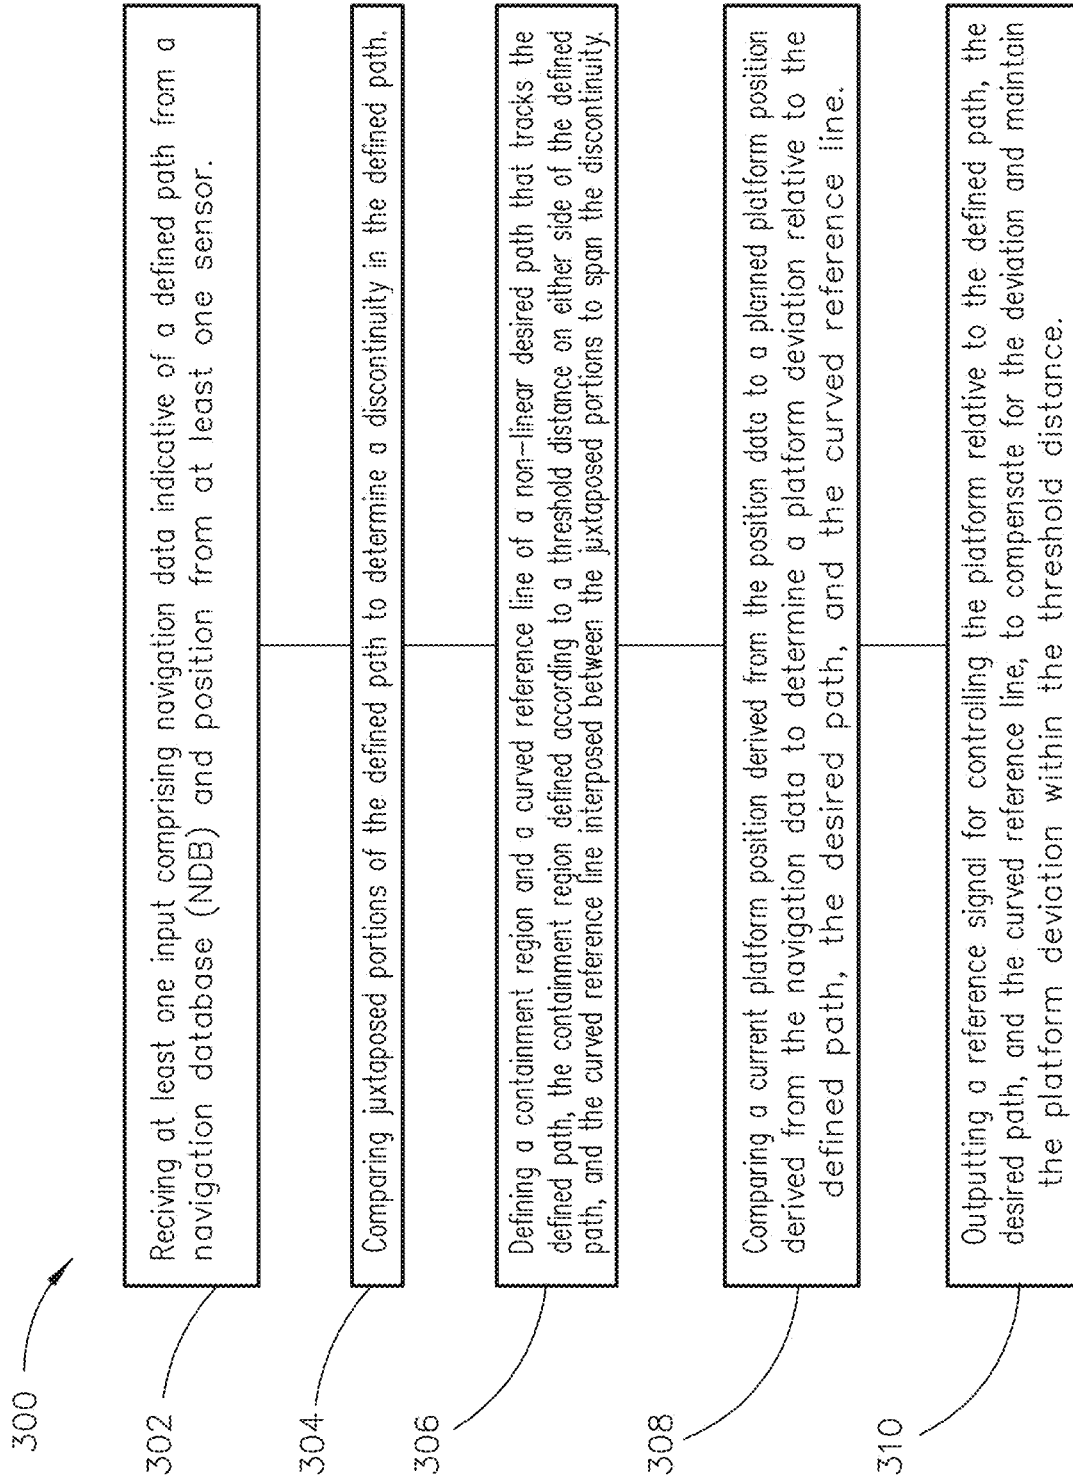 300
302
Reciving at least one input comprising navigation data indicative of a defined path from a
navigation database (NDB) and position from at least one sensor.
304
Comparing juxtaposed portions of the defined path to determine a discontinuity in the defined path.
306
Defining a containment region and a curved reference line of a non-linear desired path that tracks the
defined path, the containment region defined according to a threshold distance on either side of the defined
path, and the curved reference line interposed between the juxtaposed portions to span the discontinuity.
308
Comparing a current platform position derived from the position data to a planned platform position
derived from the navigation data to determine a platform deviation relative to the
defined path, the desired path, and the curved reference line.
310
Outputting a reference signal for controlling the platform relative to the defined path, the
desired path, and the curved reference line, to compensate for the deviation and maintain
the platform deviation within the threshold distance.